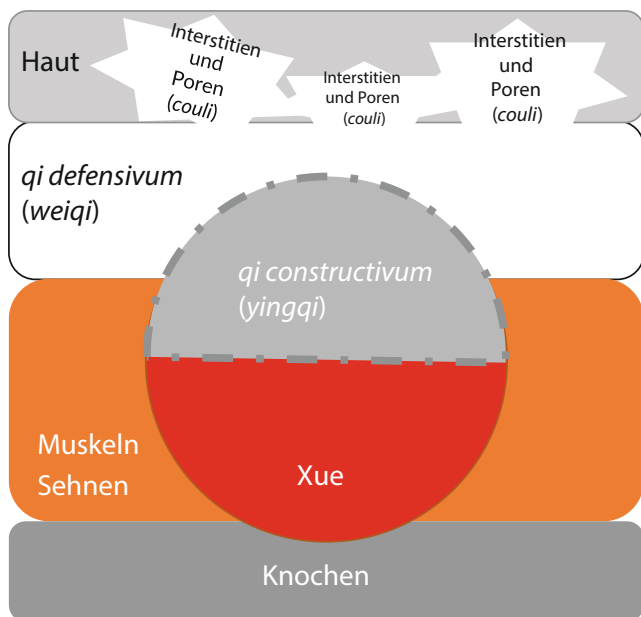 Haut
Interstitien
und
Poren
(couli)
Interstitien
und Poren
(couli)
Interstitien
und
Poren
(couli)
qi defensivum
(weiqi)
qi constructivum
(yingqi)
Muskeln
Sehnen
Xue
Knochen